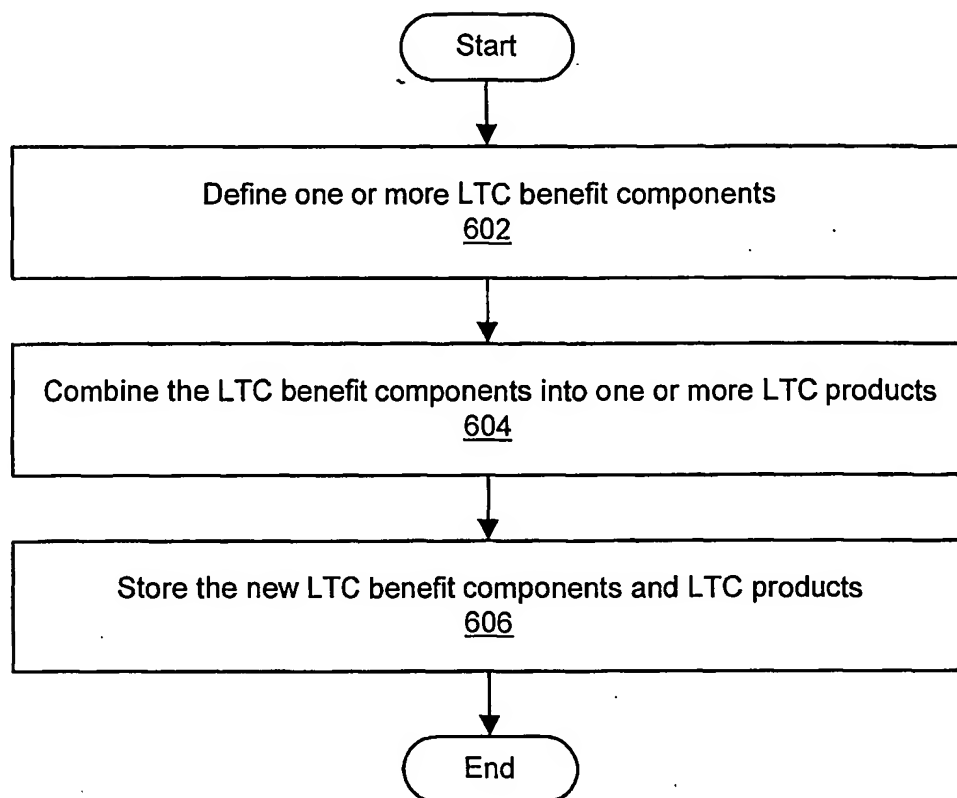 Start
Define one or more LTC benefit components
602
Combine the LTC benefit components into one or more LTC products
604
Store the new LTC benefit components and LTC products
606
End